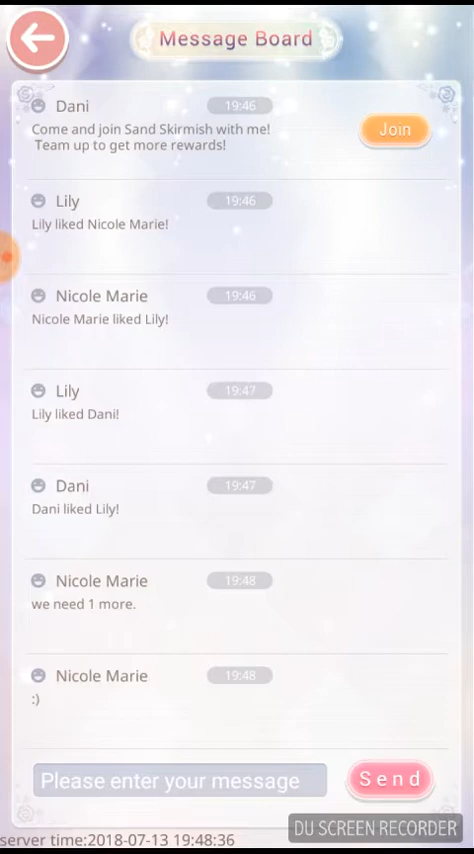 Message Board
Dani 19:46
Come and join Sand Skirmish with me!
Team up to get more rewards!
Join
Lily 19:46
Lily liked Nicole Marie!
Nicole Marie 19:46
Nicole Marie liked Lily!
Lily 19:47
Lily liked Dani!
Dani 19:47
Dani liked Lily!
Nicole Marie 19:48
we need 1 more.
Nicole Marie 19:48
:)
Please enter your message Send
DU SCREEN RECORDER
server time:2018-07-13 19:48:36